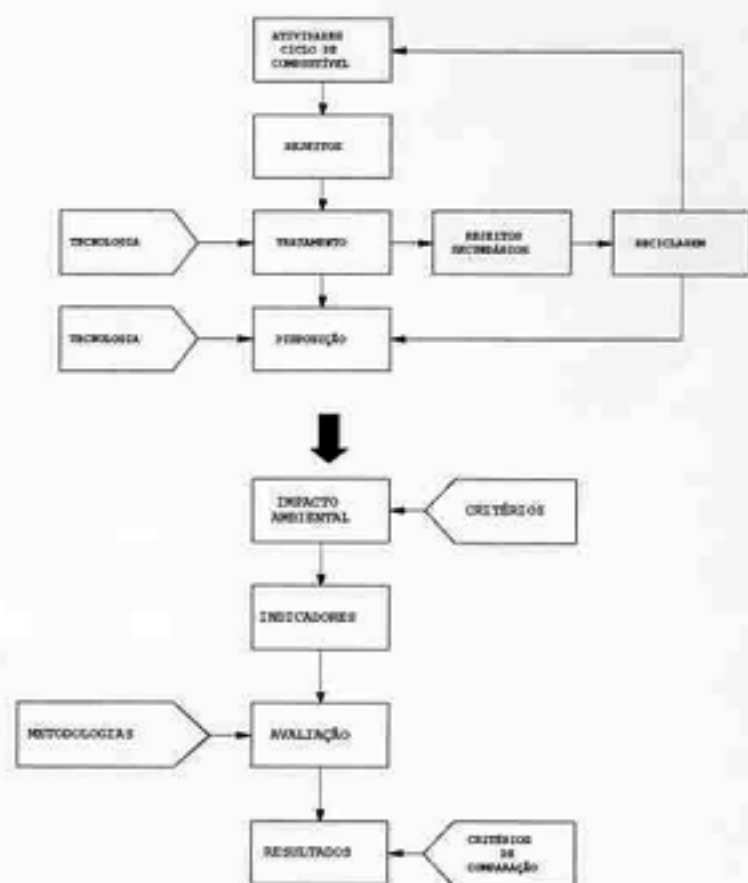 ATIVIDADES
CICLO DE
COMBUSTÍVEL
REJEITOS
TECNOLOGIA
TRATAMENTO
REJEITOS
SECUNDÁRIOS
RECICLAGEM
TECNOLOGIA
DISPOSIÇÃO
IMPACTO
AMBIENTAL
CRITÉRIOS
INDICADORES
METODOLOGIAS
AVALIAÇÃO
RESULTADOS
CRITÉRIOS
DE
COMPARAÇÃO